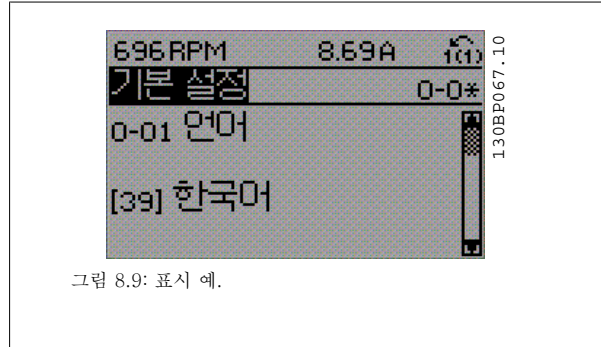 696RPM 8.69A 1(1)
기본 설정 0-0*
0-01 언어
[39] 한국어
130BP067.10
그림 8.9: 표시 예.